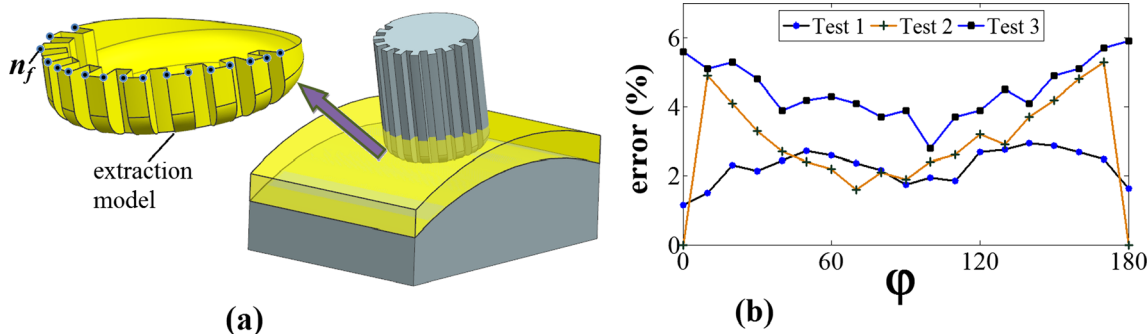 n_f
extraction
model
(a)
Test 1 Test 2 Test 3
error (%)
6
4
2
0
0 60 120 180
φ
(b)